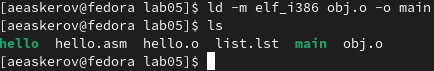 [aeaskerov@fedora lab05]$ ld -m elf_i386 obj.o -o main
[aeaskerov@fedora lab05]$ ls
hello  hello.asm  hello.o  list.lst  main  obj.o
[aeaskerov@fedora lab05]$